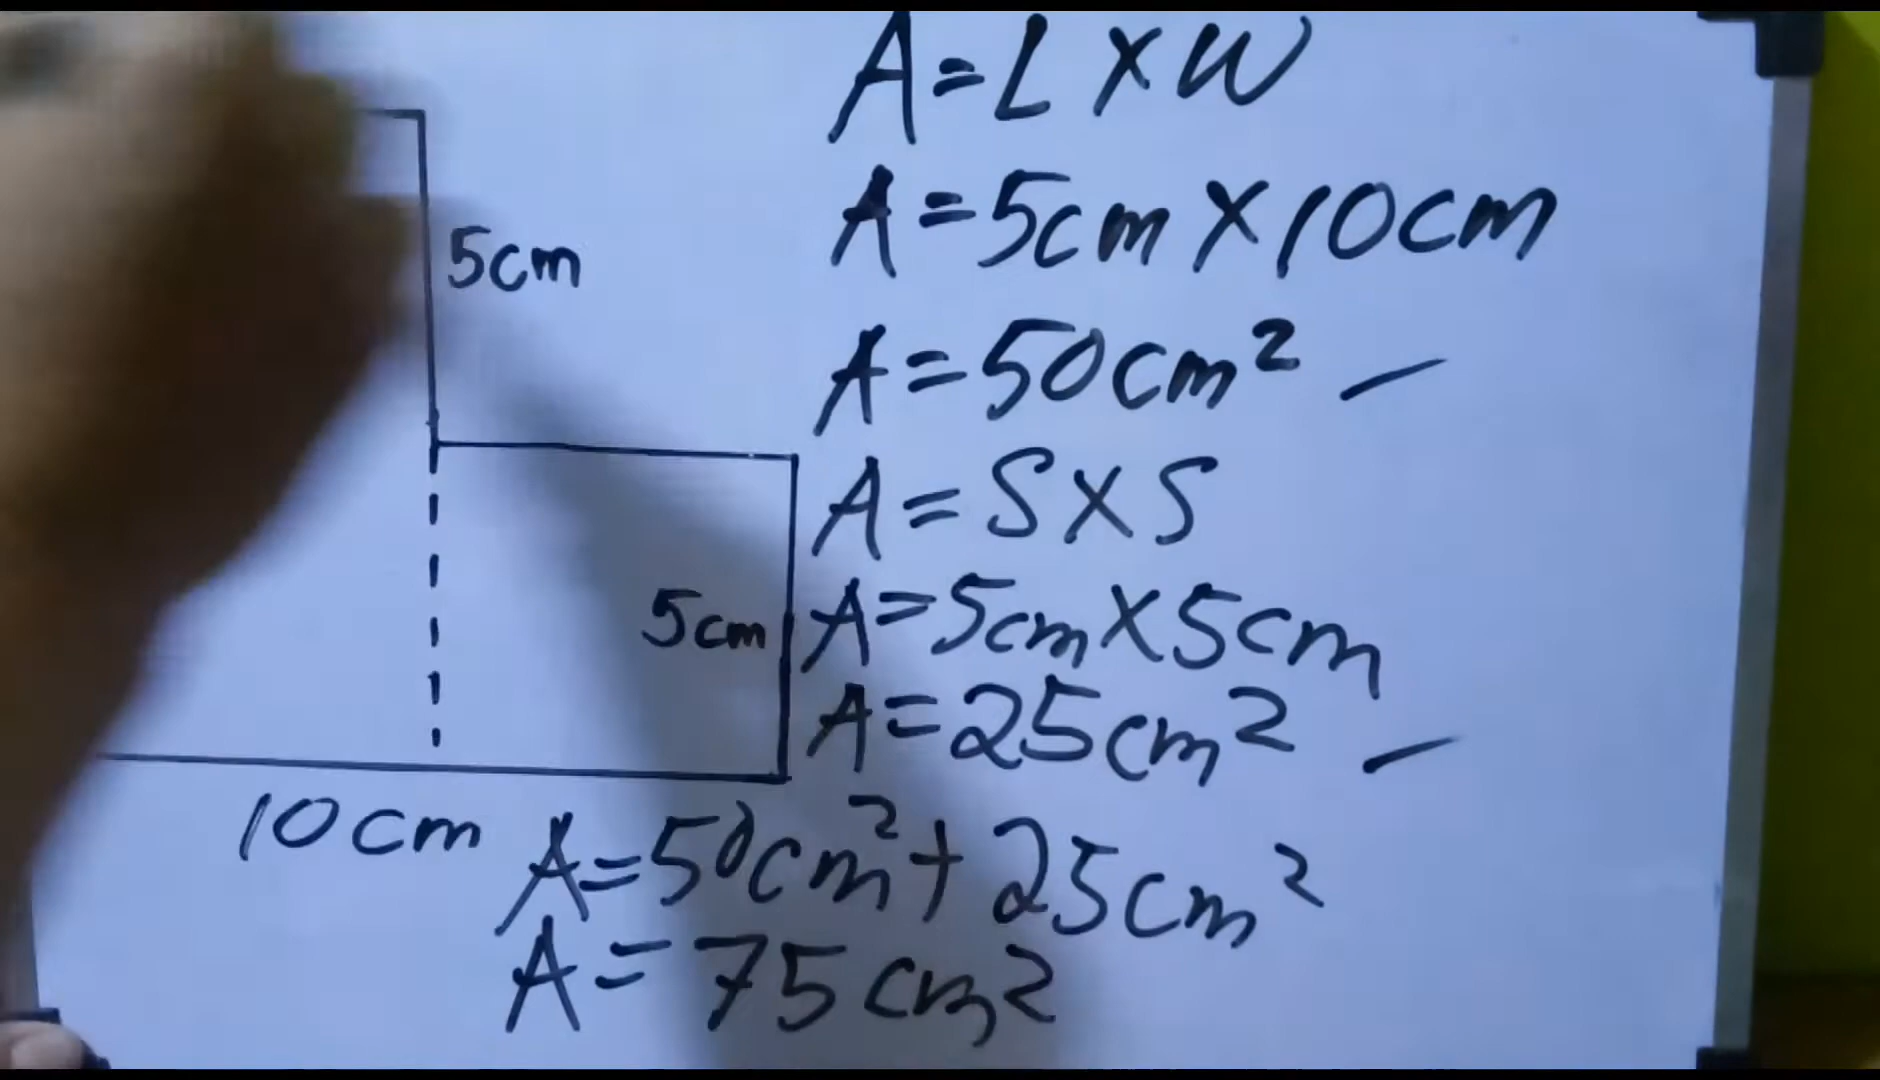 A = L X W
A = 5cm X 10cm
5cm
A = 50cm²
A = S X S
A = 5cm X 5cm
5cm
A = 25cm²
10cm
A = 50cm² + 25cm²
A = 75cm²